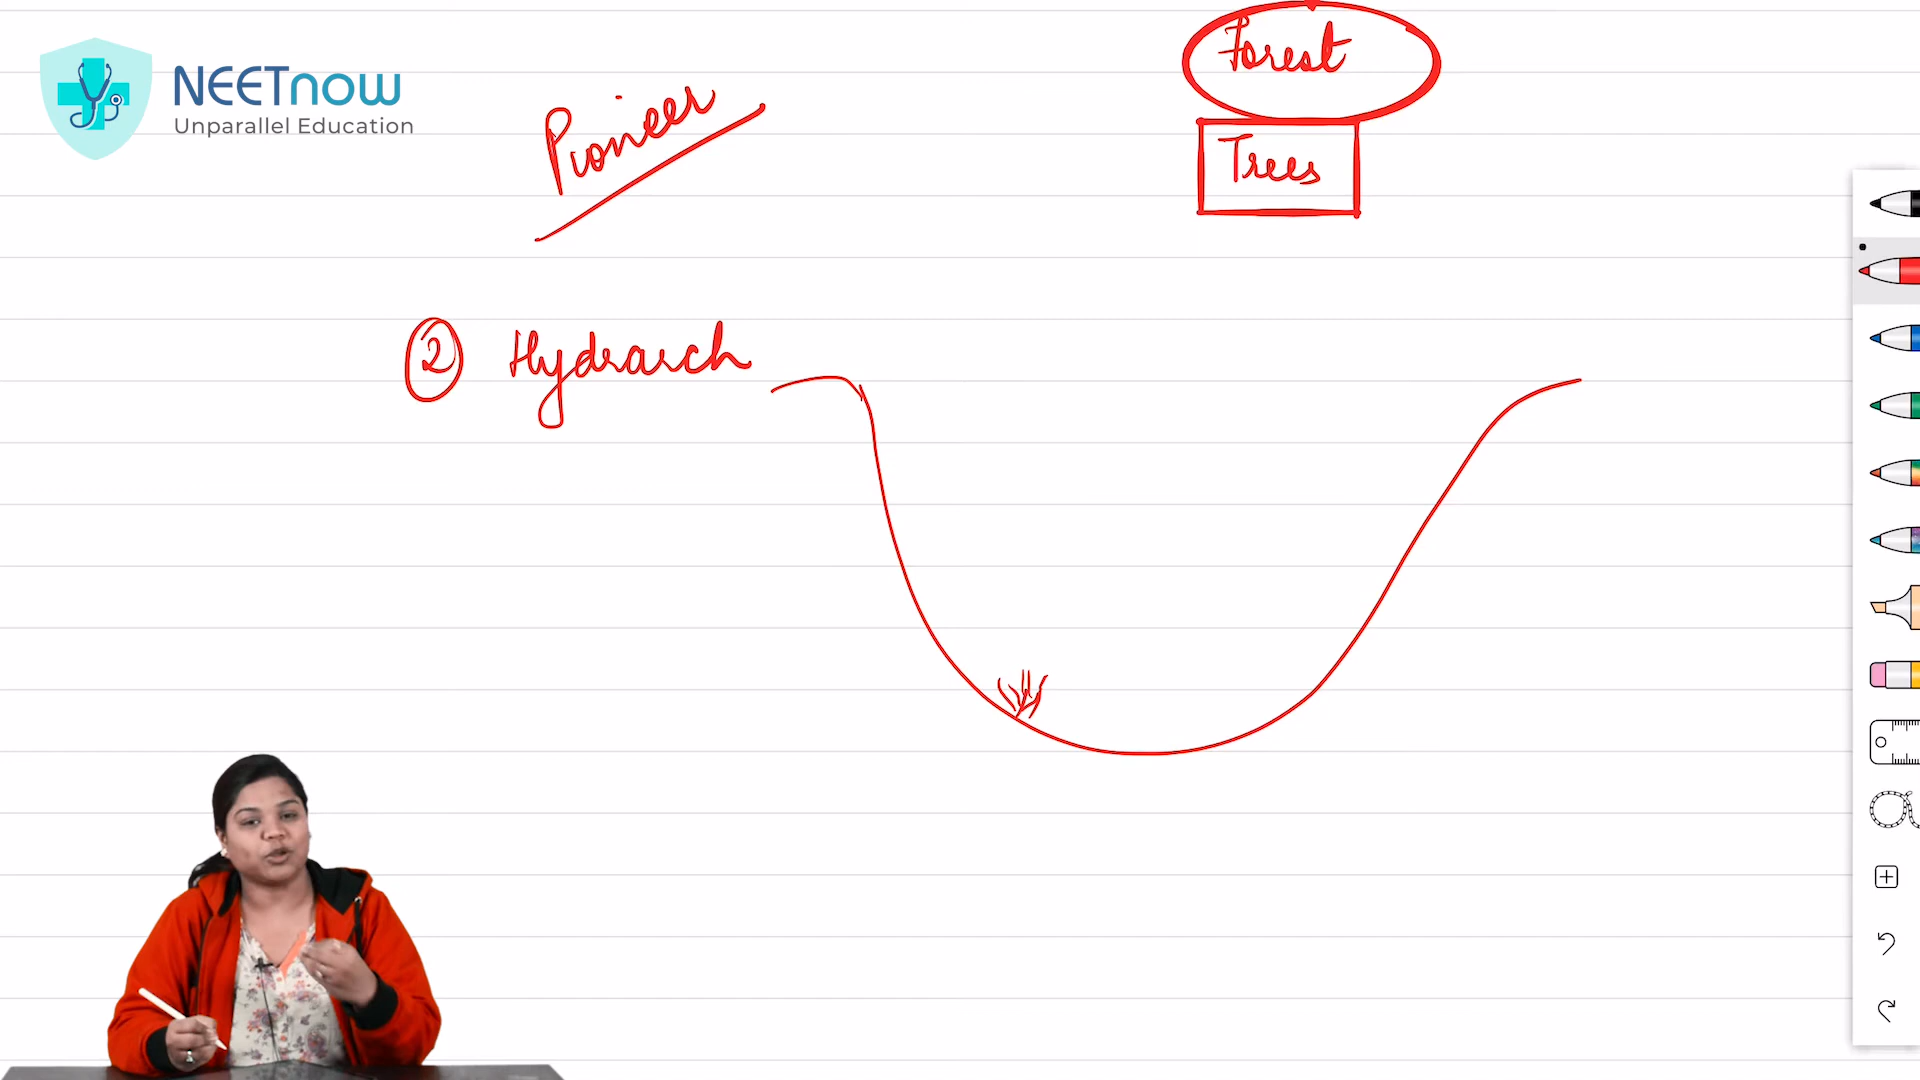 NEETnow
Unparallel Education
Pioneer
Forest
Trees
2 Hydrarch